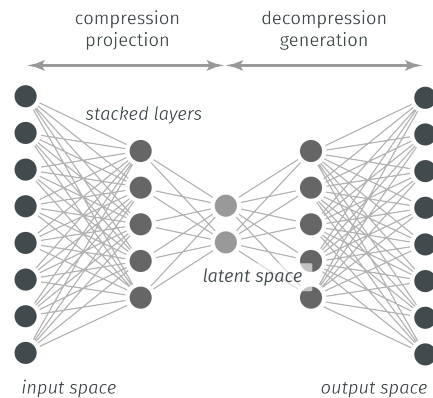 compression
projection
decompression
generation
stacked layers
latent space
input space
output space